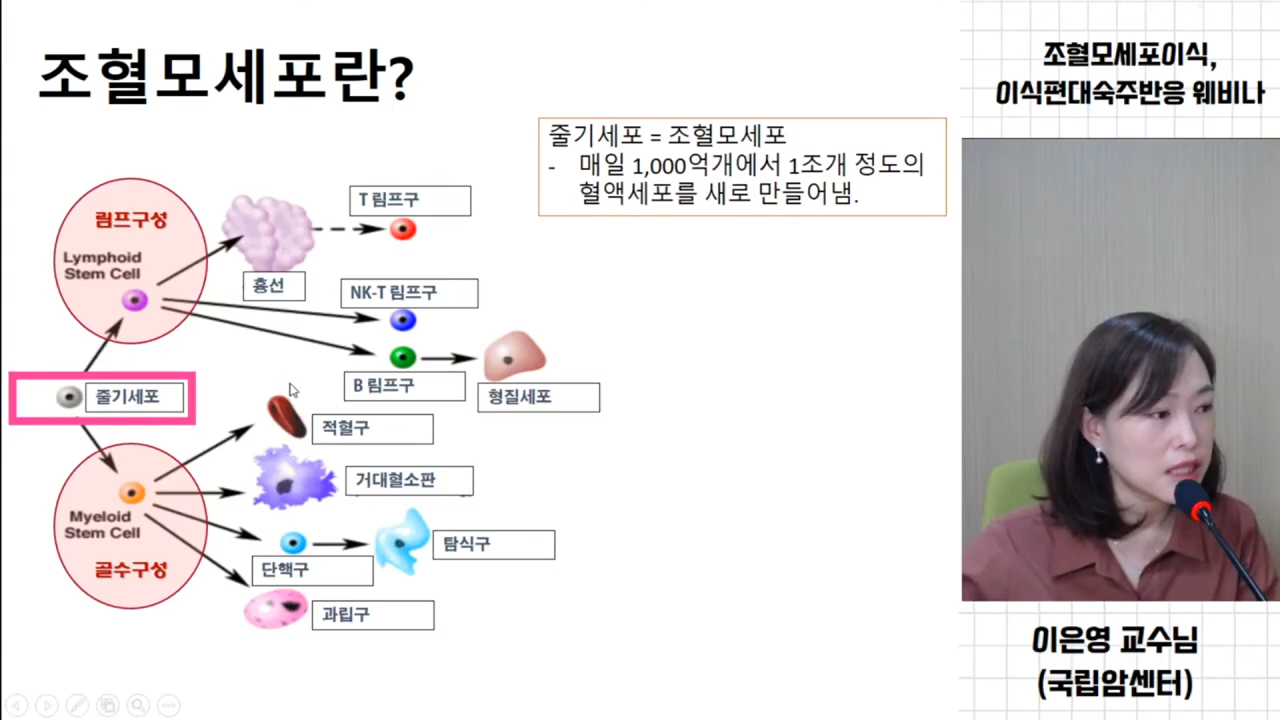 조혈모세포란?
줄기세포 = 조혈모세포
- 매일 1,000억개에서 1조개 정도의
혈액세포를 새로 만들어냄.
림프구성
Lymphoid
Stem Cell
T 림프구
흉선
NK-T 림프구
B 림프구
형질세포
줄기세포
적혈구
거대혈소판
Myeloid
Stem Cell
골수구성
탐식구
단핵구
과립구
조혈모세포이식,
이식편대숙주반응 웨비나
이은영 교수님
(국립암센터)